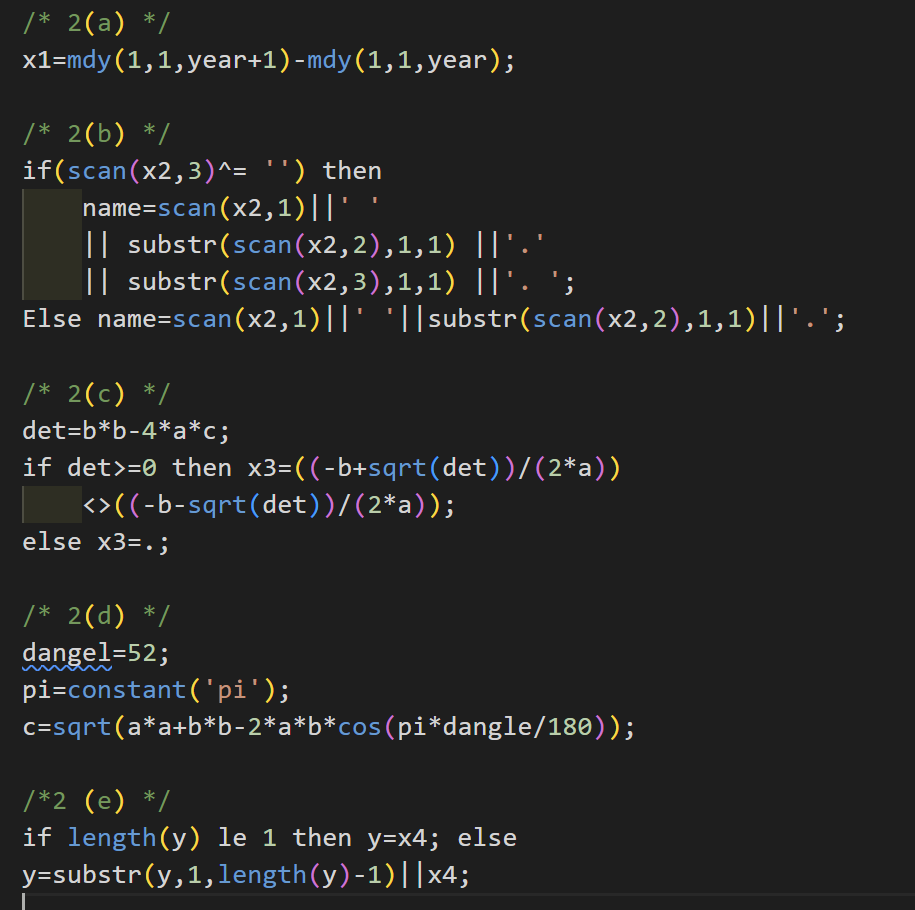 /* 2(a) */
x1=mdy(1,1,year+1)-mdy(1,1,year);
/* 2(b) */
if(scan(x2,3)^= '') then
name=scan(x2,1)||' '
|| substr(scan(x2,2),1,1) ||'.'
|| substr(scan(x2,3),1,1) ||'. ';
Else name=scan(x2,1)||' '||substr(scan(x2,2),1,1)||'.';
/* 2(c) */
det=b*b-4*a*c;
if det>=0 then x3=((-b+sqrt(det))/(2*a))
<>((-b-sqrt(det))/(2*a));
else x3=.;
/* 2(d) */
dangel=52;
pi=constant('pi');
c=sqrt(a*a+b*b-2*a*b*cos(pi*dangle/180));
/*2 (e) */
if length(y) le 1 then y=x4; else
y=substr(y,1,length(y)-1)||x4;